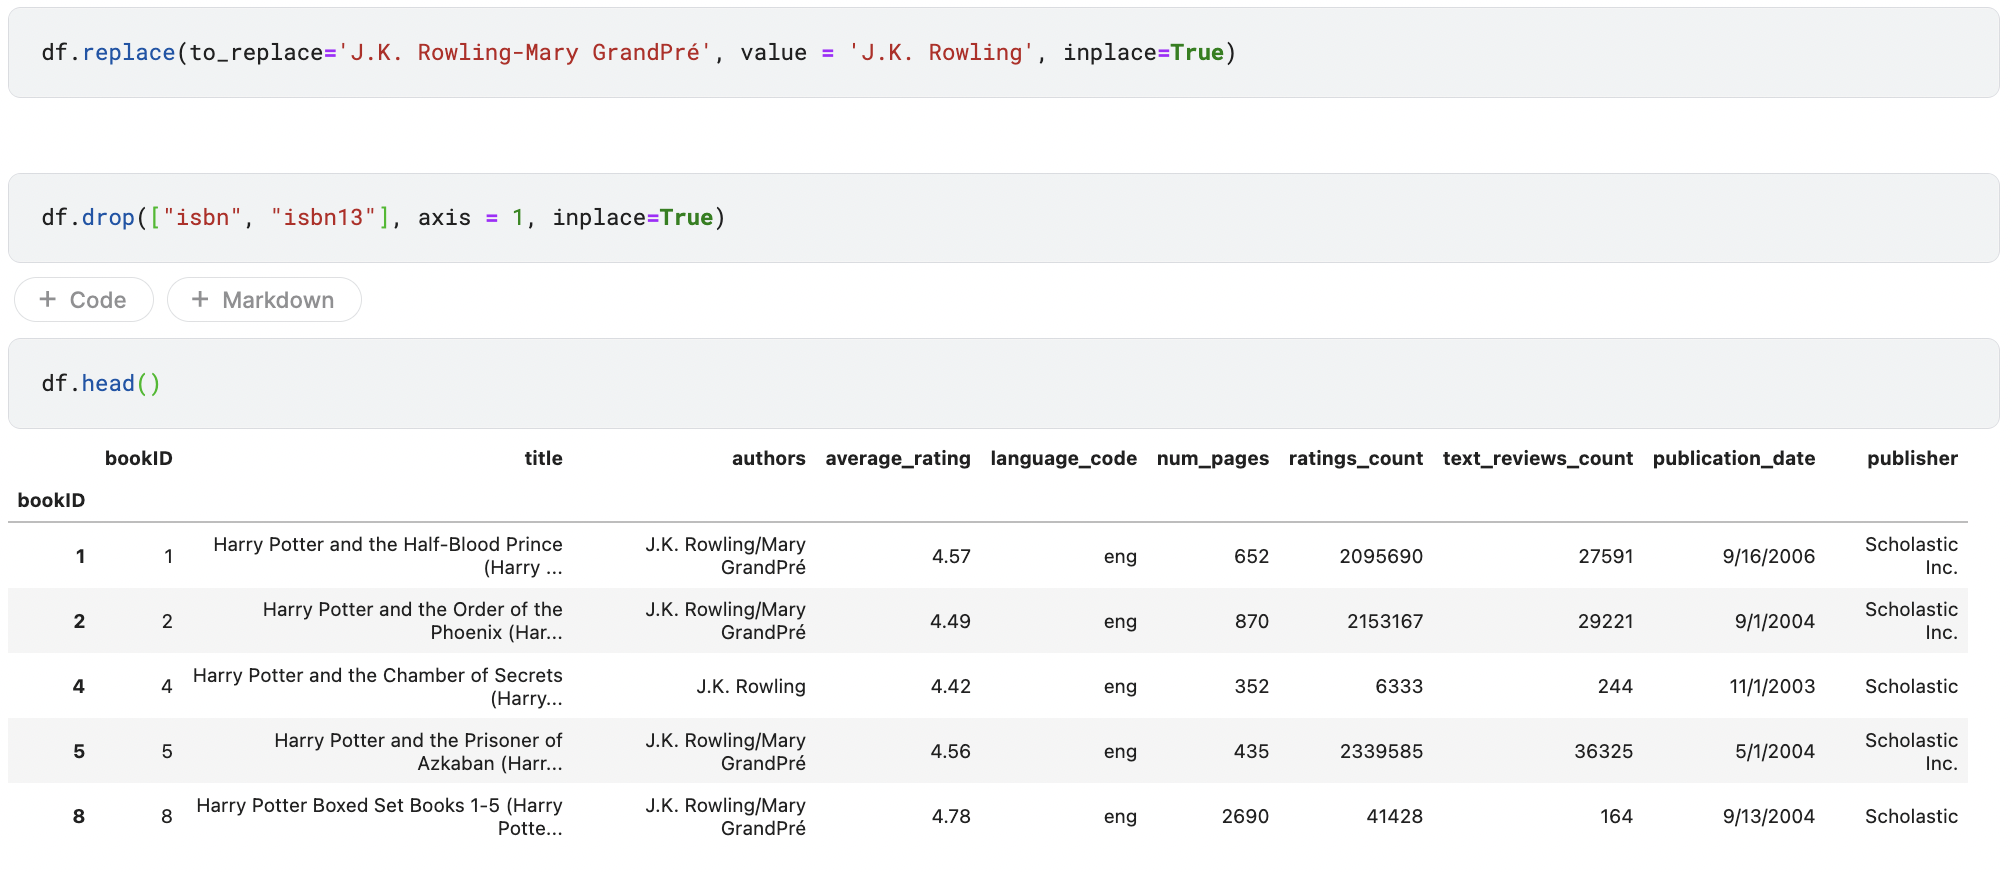 df.replace(to_replace='J.K. Rowling-Mary GrandPré', value = 'J.K. Rowling', inplace=True)
df.drop(["isbn", "isbn13"], axis = 1, inplace=True)
+ Code + Markdown
df.head()
bookID title authors average_rating language_code num_pages ratings_count text_reviews_count publication_date publisher
bookID
1 1 Harry Potter and the Half-Blood Prince (Harry ... J.K. Rowling/Mary GrandPré 4.57 eng 652 2095690 27591 9/16/2006 Scholastic Inc.
2 2 Harry Potter and the Order of the Phoenix (Har... J.K. Rowling/Mary GrandPré 4.49 eng 870 2153167 29221 9/1/2004 Scholastic Inc.
4 4 Harry Potter and the Chamber of Secrets (Harry... J.K. Rowling 4.42 eng 352 6333 244 11/1/2003 Scholastic
5 5 Harry Potter and the Prisoner of Azkaban (Harr... J.K. Rowling/Mary GrandPré 4.56 eng 435 2339585 36325 5/1/2004 Scholastic Inc.
8 8 Harry Potter Boxed Set Books 1-5 (Harry Potte... J.K. Rowling/Mary GrandPré 4.78 eng 2690 41428 164 9/13/2004 Scholastic